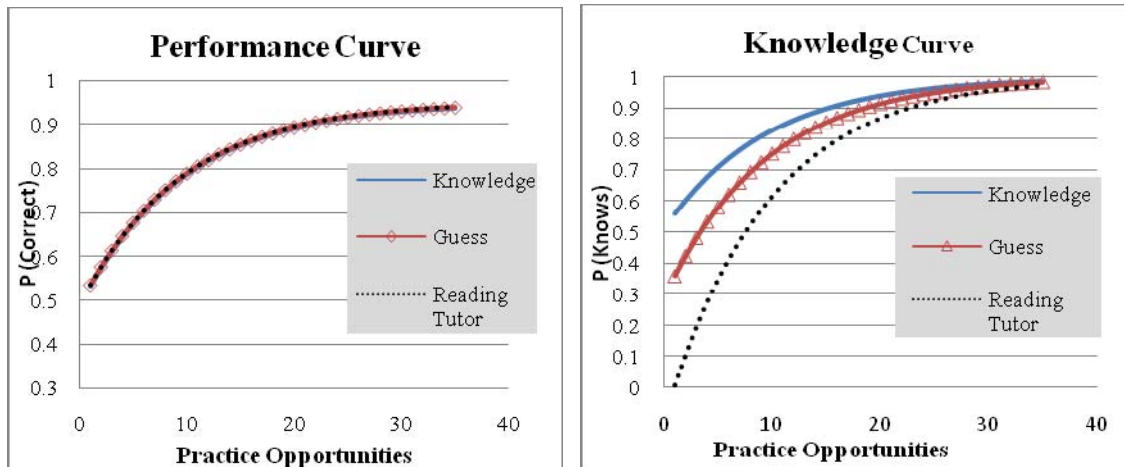 Performance Curve
1
0.9
0.8
0.7
0.6
0.5
0.4
0.3
P (Correct)
0 10 20 30 40
Practice Opportunities
Knowledge
Guess
Reading
Tutor
Knowledge Curve
1
0.9
0.8
0.7
0.6
0.5
0.4
0.3
0.2
0.1
0
P (Knows)
0 10 20 30 40
Practice Opportunities
Knowledge
Guess
Reading
Tutor